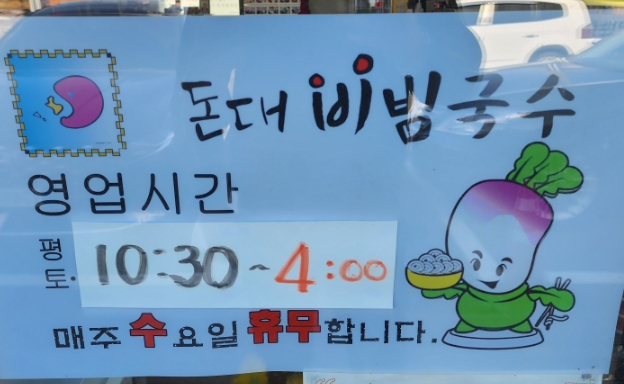 돈대 비빔국수
영업시간
평
토. 10:30 ~ 4:00
매주 수요일 휴무합니다.